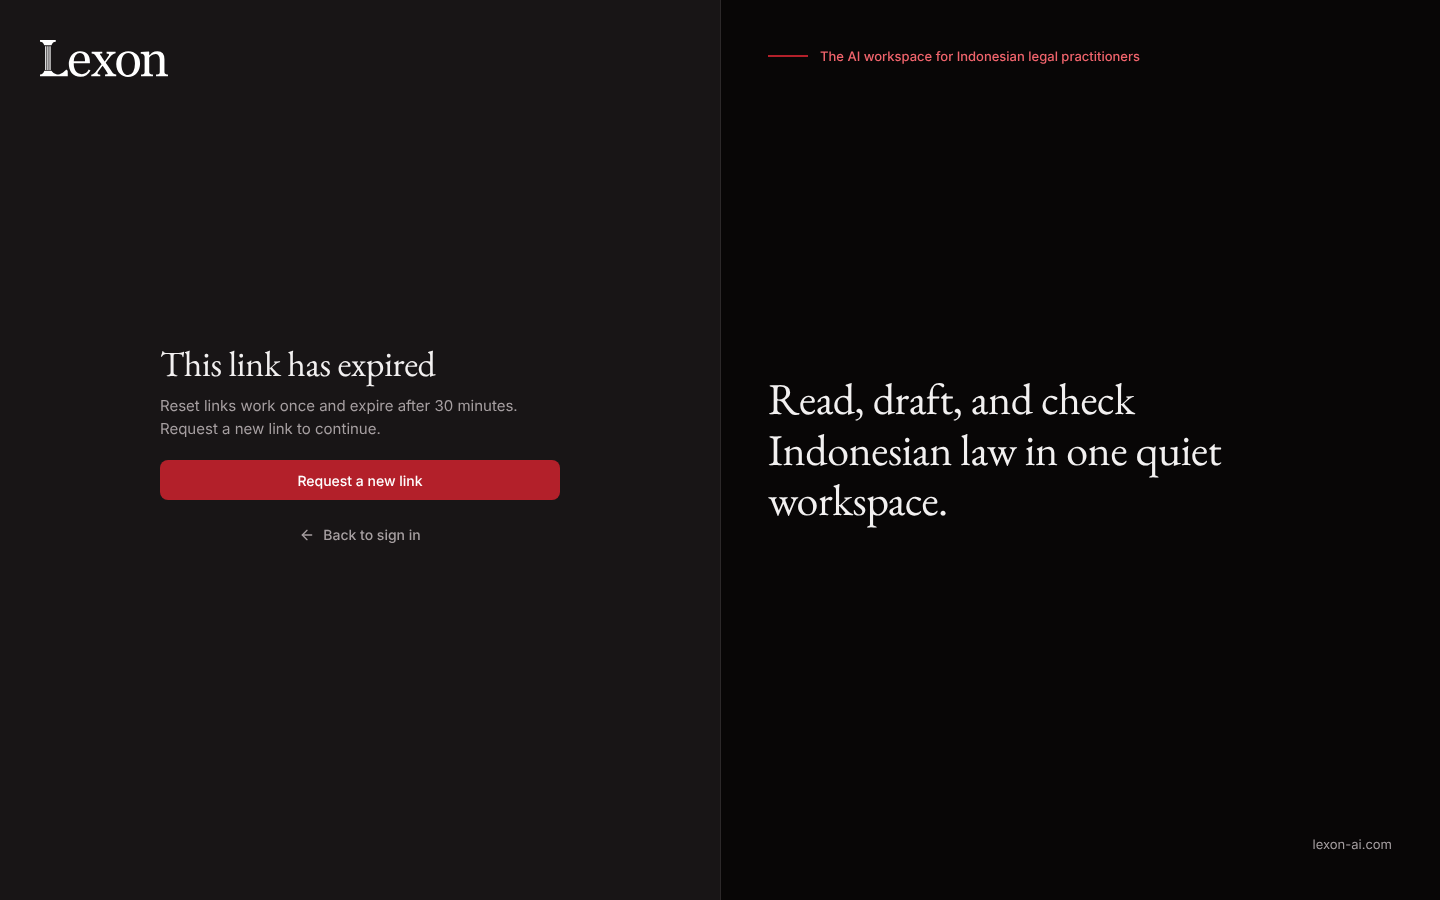 Lexon
This link has expired
Reset links work once and expire after 30 minutes.
Request a new link to continue.
Request a new link
Back to sign in
The AI workspace for Indonesian legal practitioners
Read, draft, and check
Indonesian law in one quiet
workspace.
lexon-ai.com